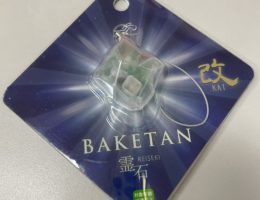 改
KAI
BAKETAN
霊
REISEKI
石